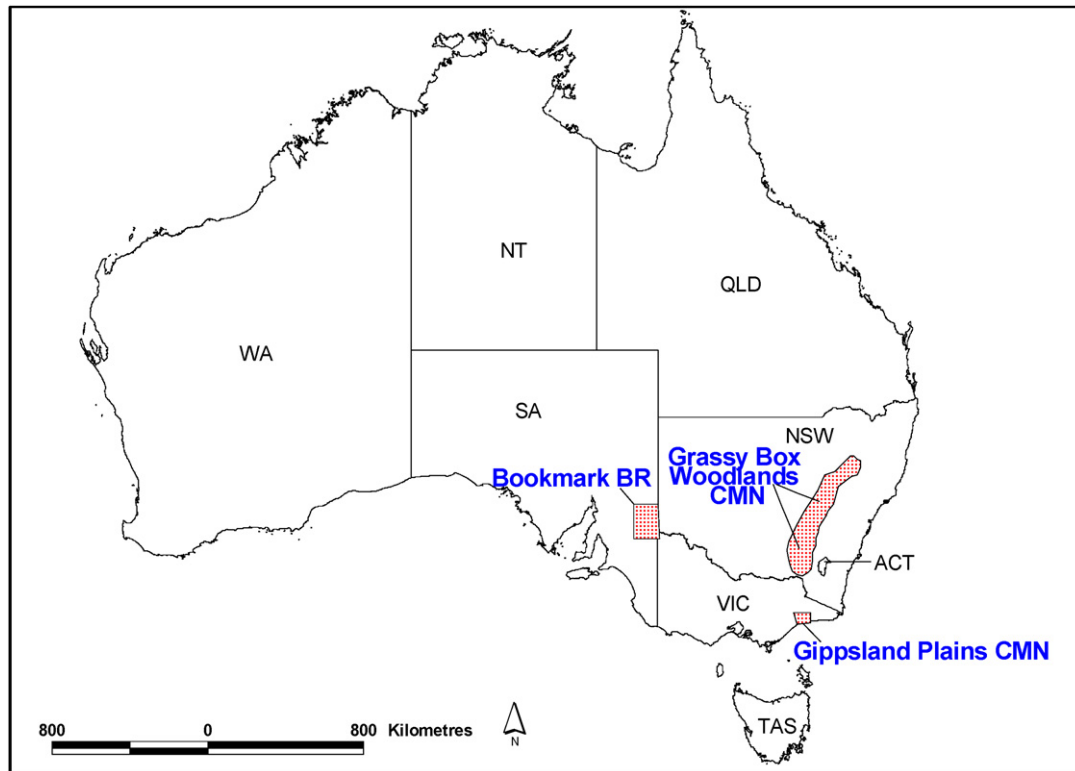 NT
QLD
WA
SA
NSW
Grassy Box
Woodlands
CMN
Bookmark BR
ACT
VIC
Gippsland Plains CMN
TAS
800 0 800 Kilometres
N